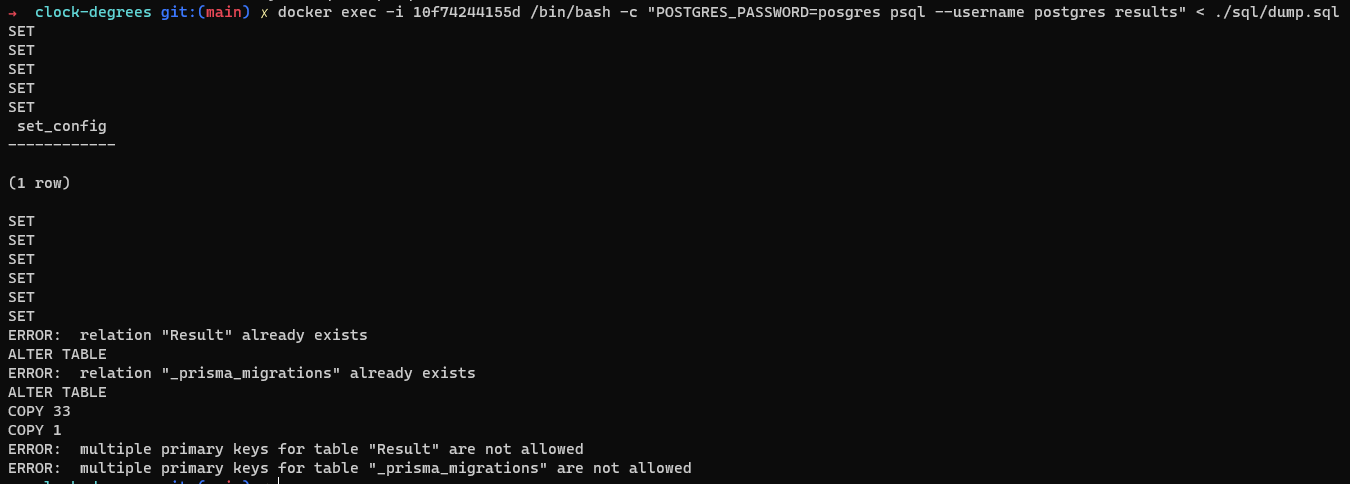 → clock-degrees git:(main) ✗ docker exec -i 10f74244155d /bin/bash -c "POSTGRES_PASSWORD=posgres psql --username postgres results" < ./sql/dump.sql
SET
SET
SET
SET
SET
set_config
------------
(1 row)
SET
SET
SET
SET
SET
SET
ERROR:  relation "Result" already exists
ALTER TABLE
ERROR:  relation "_prisma_migrations" already exists
ALTER TABLE
COPY 33
COPY 1
ERROR:  multiple primary keys for table "Result" are not allowed
ERROR:  multiple primary keys for table "_prisma_migrations" are not allowed